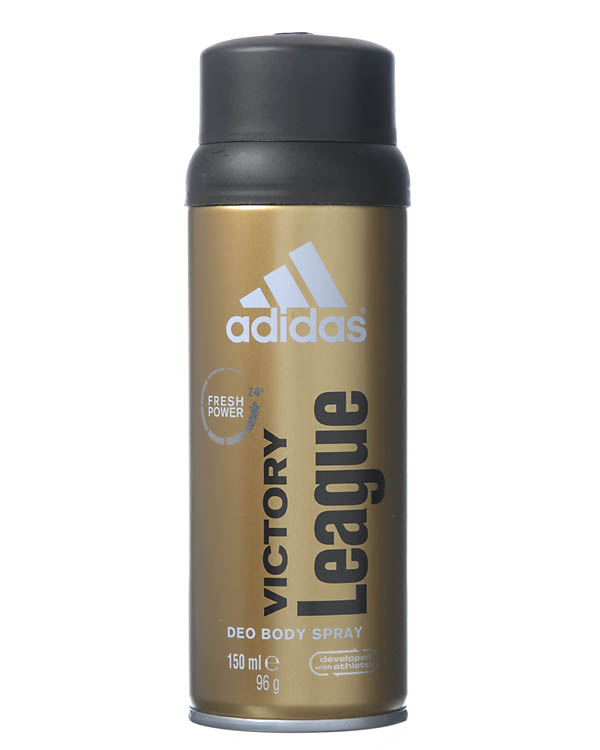 adidas®
FRESH
POWER
24h
VICTORY
League
DEO BODY SPRAY
150 ml ℮
96 g
developed
with athletes